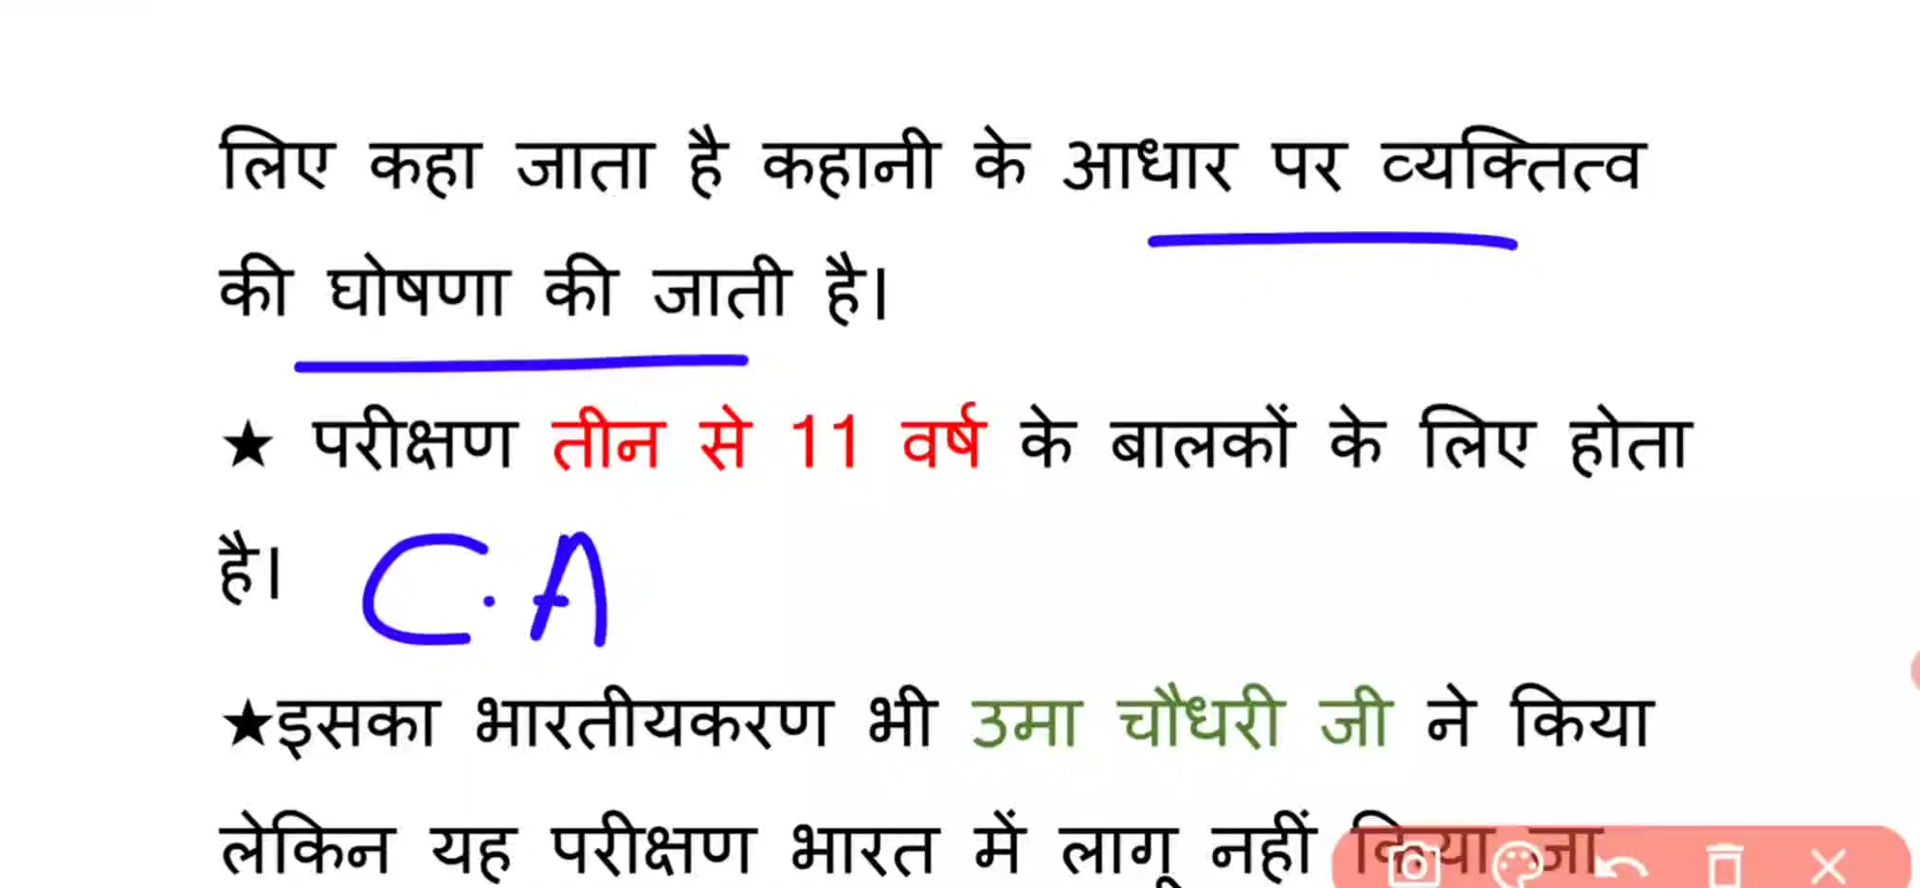 लिए कहा जाता है कहानी के आधार पर व्यक्तित्व
की घोषणा की जाती है।
★ परीक्षण तीन से 11 वर्ष के बालकों के लिए होता
है। C.A
★इसका भारतीयकरण भी उमा चौधरी जी ने किया
लेकिन यह परीक्षण भारत में लागू नहीं किया जा